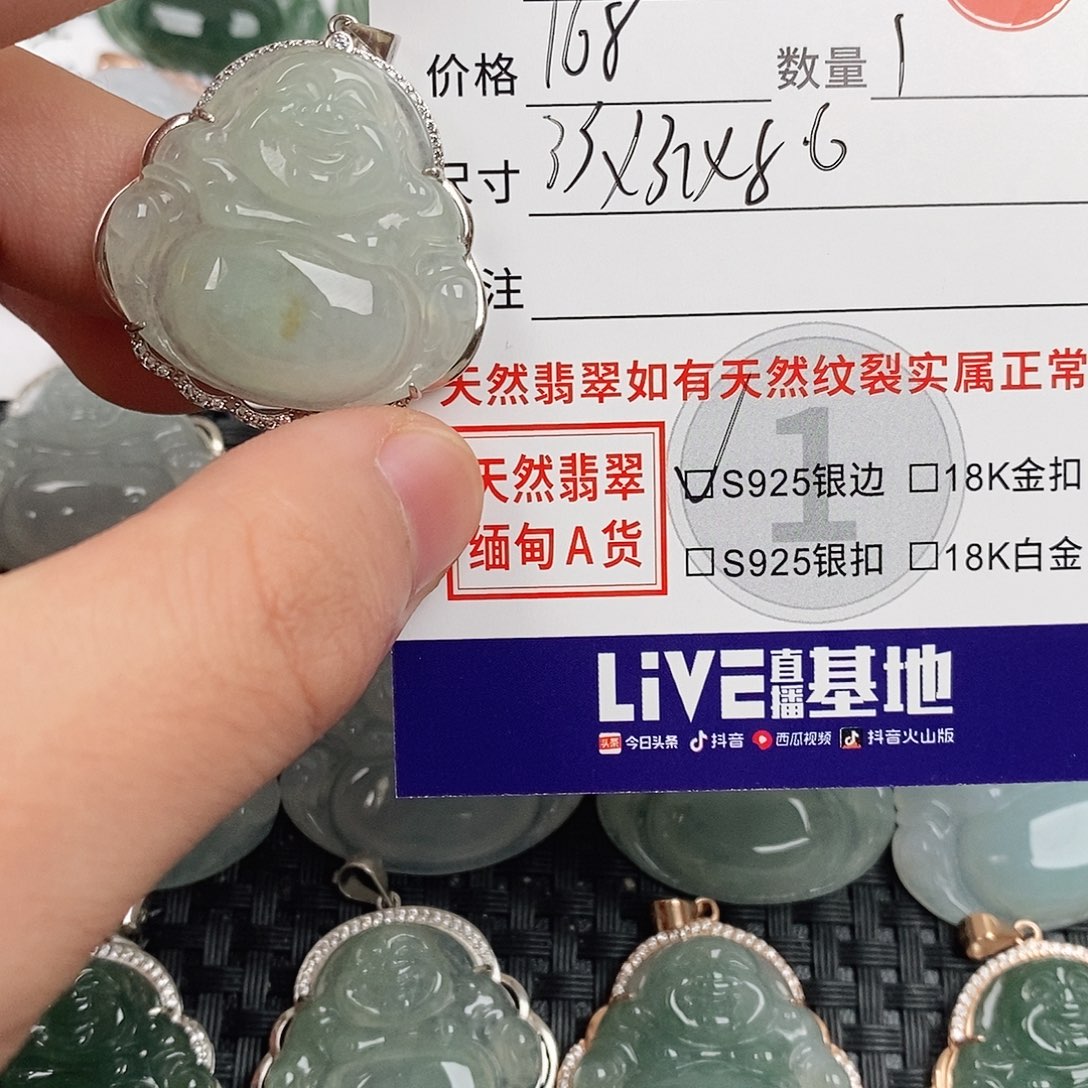 价格 168 数量 1
尺寸 35X32X8.6
注
天然翡翠如有天然纹裂实属正常
天然翡翠
缅甸A货
S925银边 18K金扣
S925银扣 18K白金
1
LiVE直播基地
头条 今日头条 抖音 西瓜视频 抖音火山版